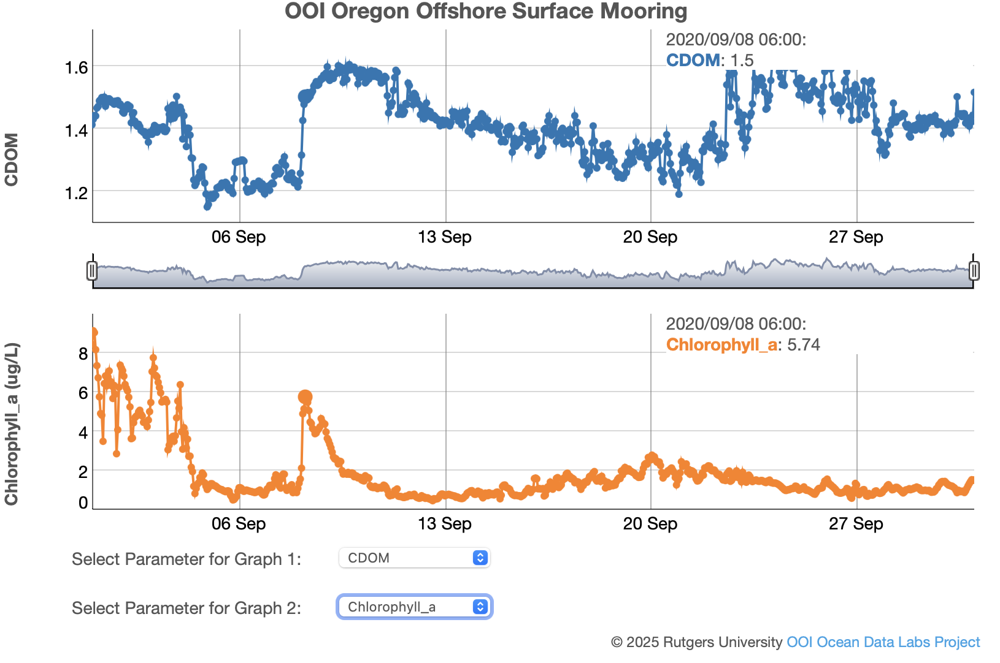 OOI Oregon Offshore Surface Mooring
2020/09/08 06:00:
CDOM: 1.5
CDOM
1.6
1.4
1.2
06 Sep
13 Sep
20 Sep
27 Sep
2020/09/08 06:00:
Chlorophyll_a: 5.74
Chlorophyll_a (ug/L)
8
6
4
2
0
06 Sep
13 Sep
20 Sep
27 Sep
Select Parameter for Graph 1: CDOM
Select Parameter for Graph 2: Chlorophyll_a
© 2025 Rutgers University OOI Ocean Data Labs Project